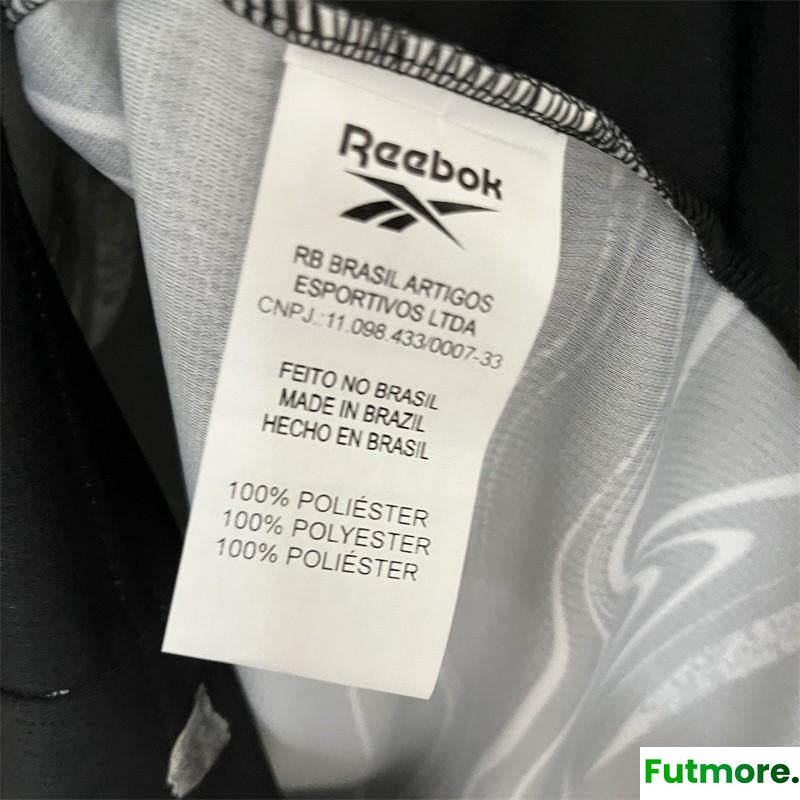 Reebok
RB BRASIL ARTIGOS
ESPORTIVOS LTDA
CNPJ.:11.098.433/0007-33
FEITO NO BRASIL
MADE IN BRAZIL
HECHO EN BRASIL
100% POLIÉSTER
100% POLYESTER
100% POLIÉSTER
Futmore.